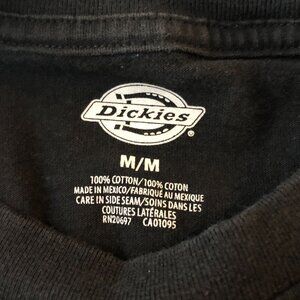 Dickies
M/M
100% COTTON/100% COTON
MADE IN MEXICO/FABRIQUÉ AU MEXIQUE
CARE IN SIDE SEAM/SOINS DANS LES
COUTURES LATÉRALES
RN20697 CA01095